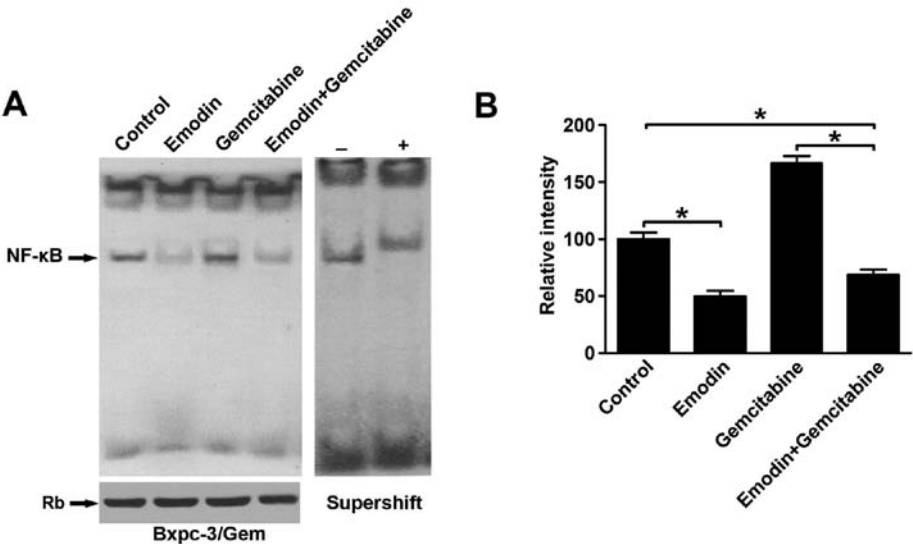 A
Control
Emodin
Gemcitabine
Emodin+Gemcitabine
– +
NF-κB
Rb
Supershift
Bxpc-3/Gem
B
*
*
*
200
150
100
50
0
Relative intensity
Control
Emodin
Gemcitabine
Emodin+Gemcitabine